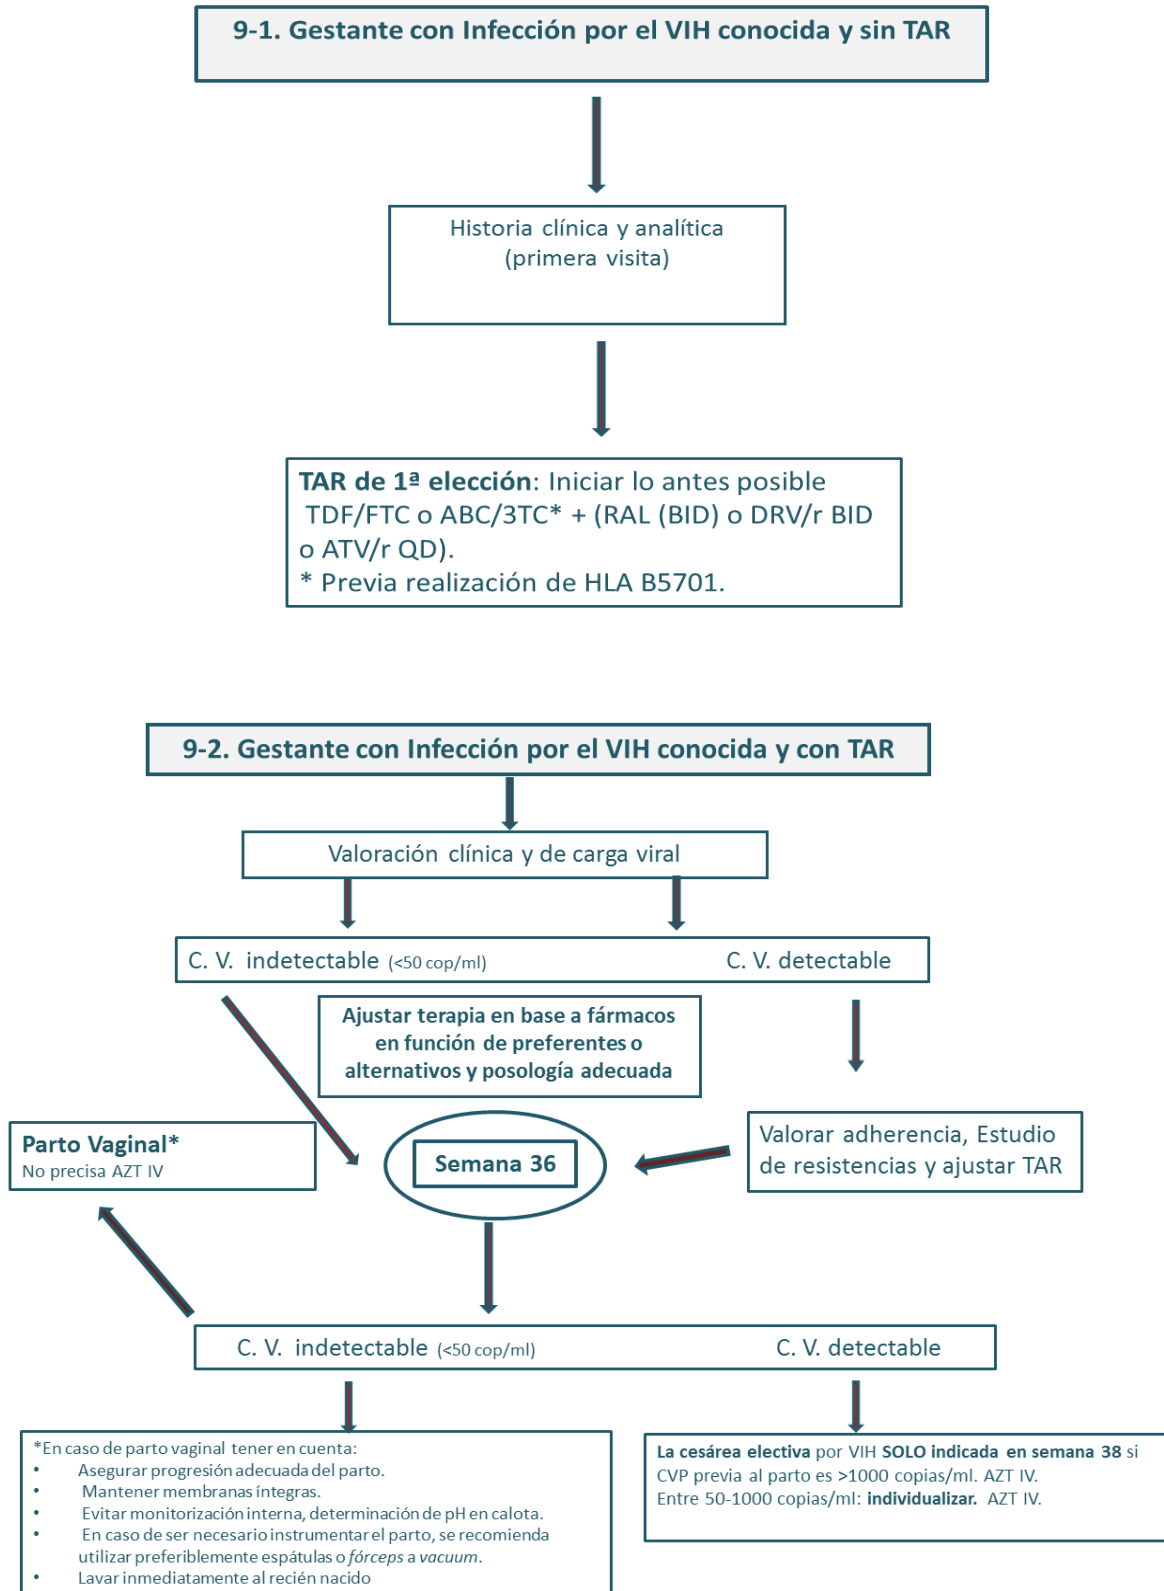 9-1. Gestante con Infección por el VIH conocida y sin TAR
Historia clínica y analítica
(primera visita)
TAR de 1ª elección: Iniciar lo antes posible
TDF/FTC o ABC/3TC* + (RAL (BID) o DRV/r BID
o ATV/r QD).
* Previa realización de HLA B5701.
9-2. Gestante con Infección por el VIH conocida y con TAR
Valoración clínica y de carga viral
C. V. indetectable (<50 cop/ml)
C. V. detectable
Ajustar terapia en base a fármacos
en función de preferentes o
alternativos y posología adecuada
Parto Vaginal*
No precisa AZT IV
Semana 36
Valorar adherencia, Estudio
de resistencias y ajustar TAR
C. V. indetectable (<50 cop/ml)
C. V. detectable
*En caso de parto vaginal tener en cuenta:
• Asegurar progresión adecuada del parto.
• Mantener membranas íntegras.
• Evitar monitorización interna, determinación de pH en calota.
• En caso de ser necesario instrumentar el parto, se recomienda
utilizar preferiblemente espátulas o fórceps a vacuum.
• Lavar inmediatamente al recién nacido
La cesárea electiva por VIH SOLO indicada en semana 38 si
CVP previa al parto es >1000 copias/ml. AZT IV.
Entre 50-1000 copias/ml: individualizar. AZT IV.